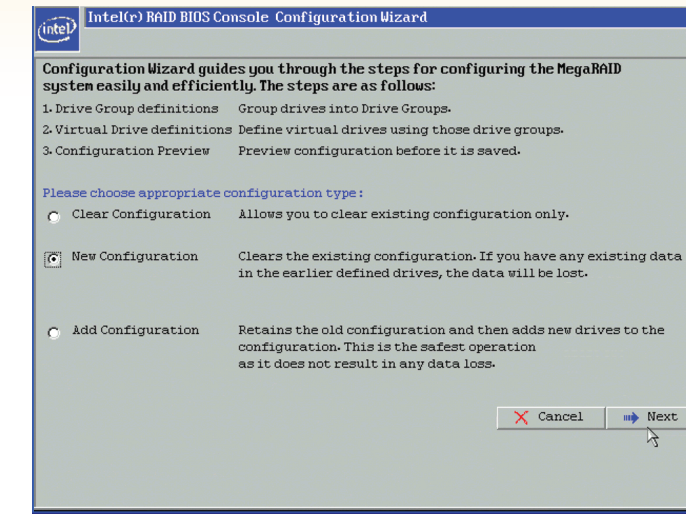 intel
Intel(r) RAID BIOS Console Configuration Wizard
Configuration Wizard guides you through the steps for configuring the MegaRAID
system easily and efficiently. The steps are as follows:
1. Drive Group definitions Group drives into Drive Groups.
2. Virtual Drive definitions Define virtual drives using those drive groups.
3. Configuration Preview Preview configuration before it is saved.
Please choose appropriate configuration type:
Clear Configuration Allows you to clear existing configuration only.
New Configuration Clears the existing configuration. If you have any existing data
in the earlier defined drives, the data will be lost.
Add Configuration Retains the old configuration and then adds new drives to the
configuration. This is the safest operation
as it does not result in any data loss.
Cancel Next